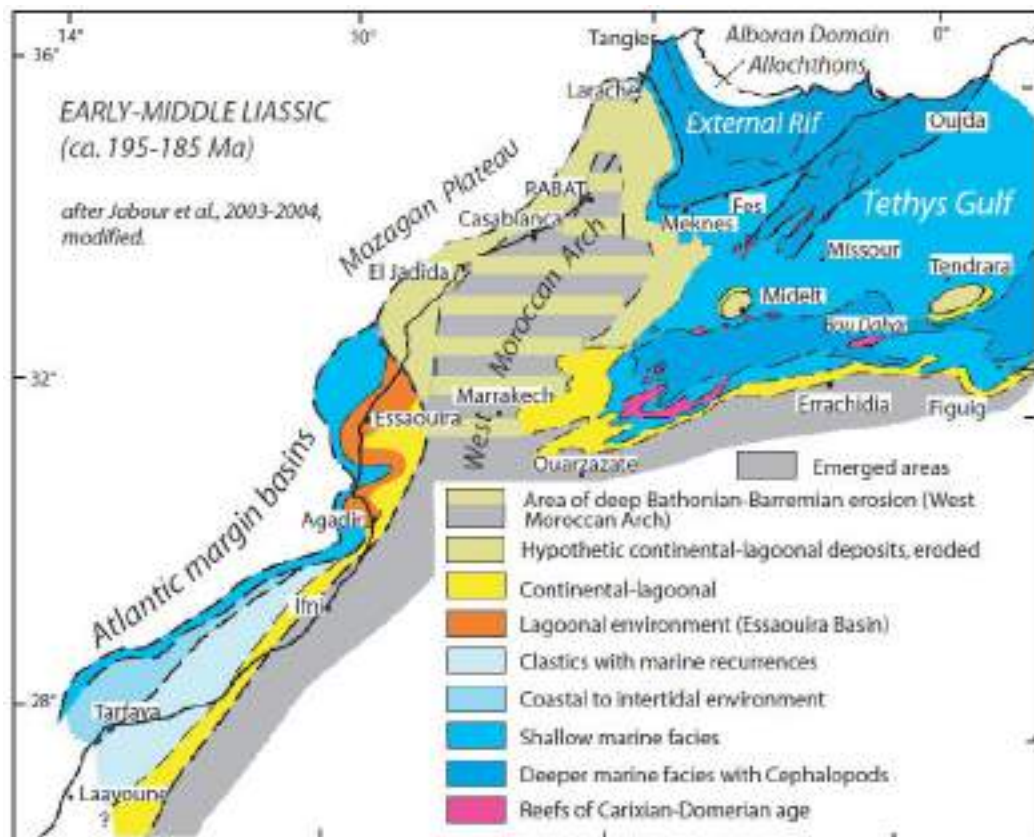 14°
10°
0°
36°
Tangier
Alboran Domain
Allochthons
EARLY-MIDDLE LIASSIC
(ca. 195-185 Ma)
Larache
External Rif
Oujda
after Jabour et al., 2003-2004,
modified.
Mazagan Plateau
RABAT
Casablanca
Fes
Meknes
Tethys Gulf
El Jadida
Missour
Tendrara
Midelt
Bou Dahar
West Moroccan Arch
32°
Marrakech
Essaouira
Errachidia
Figuig
Ouarzazate
Emerged areas
Atlantic margin basins
Agadir
Area of deep Bathonian-Barremian erosion (West
Moroccan Arch)
Hypothetic continental-lagoonal deposits, eroded
Continental-lagoonal
Ifni
Lagoonal environment (Essaouira Basin)
Clastics with marine recurrences
28°
Tarfaya
Coastal to intertidal environment
Shallow marine facies
Deeper marine facies with Cephalopods
Laayoune
?
Reefs of Carixian-Domerian age